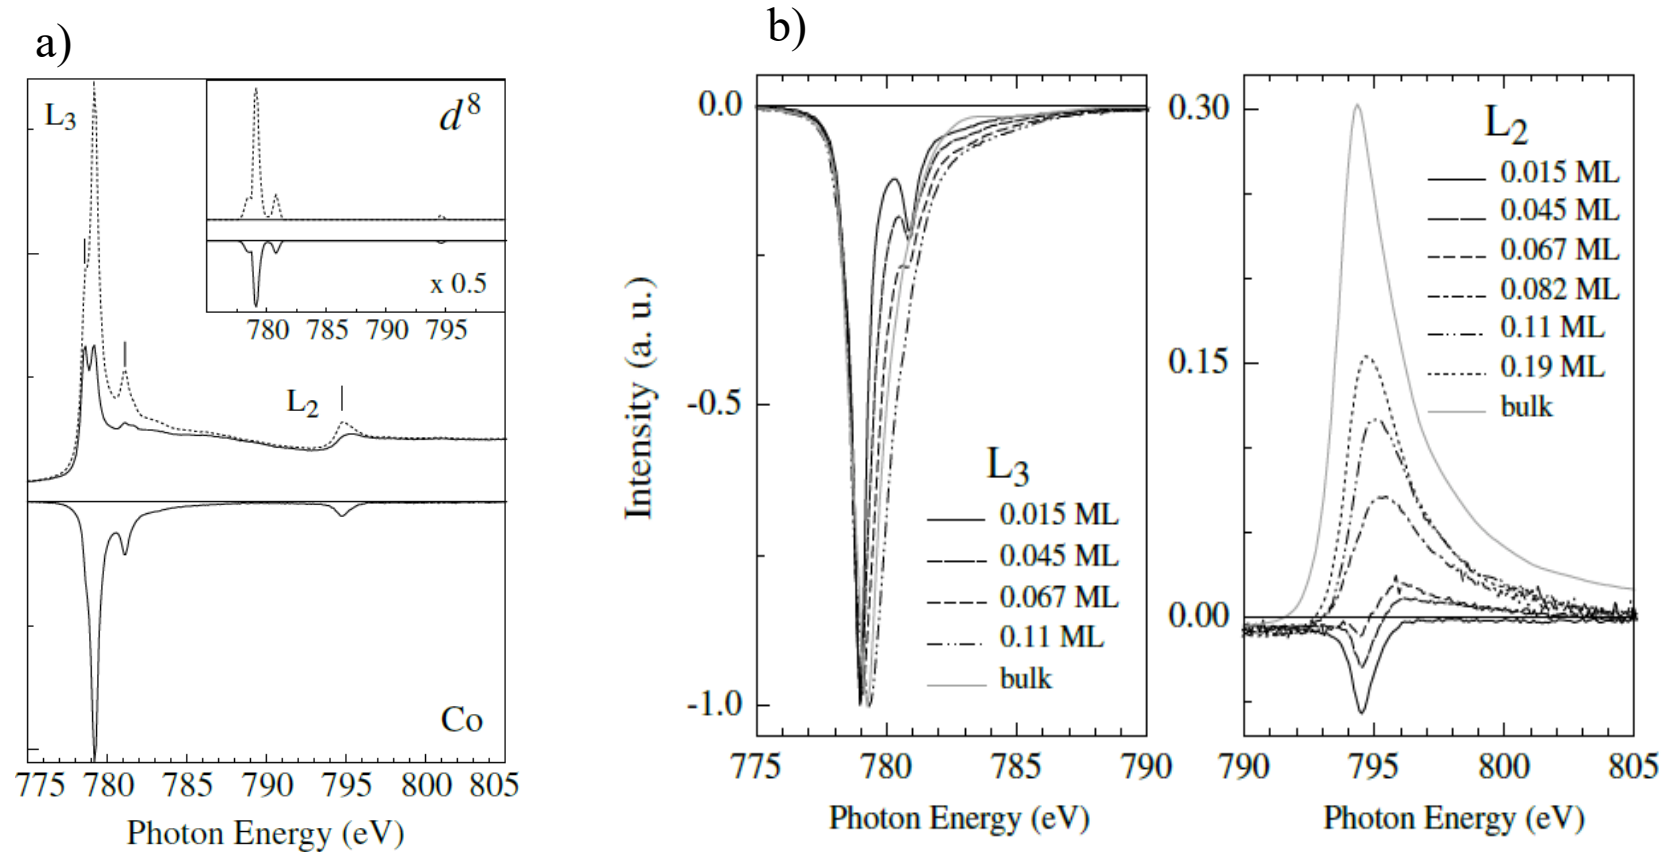 a)
L3
d8
x 0.5
780 785 790 795
L2
Co
775 780 785 790 795 800 805
Photon Energy (eV)
b)
Intensity (a. u.)
0.0
-0.5
-1.0
L3
0.015 ML
0.045 ML
0.067 ML
0.11 ML
bulk
775 780 785 790
Photon Energy (eV)
0.30
0.15
0.00
L2
0.015 ML
0.045 ML
0.067 ML
0.082 ML
0.11 ML
0.19 ML
bulk
790 795 800 805
Photon Energy (eV)